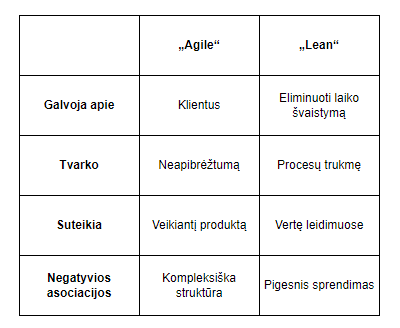 „Agile“ „Lean“
Galvoja apie Klientus Eliminuoti laiko
švaistymą
Tvarko Neapibrėžtumą Procesų trukmę
Suteikia Veikiantį produktą Vertę leidimuose
Negatyvios
asociacijos Kompleksiška
struktūra Pigesnis sprendimas